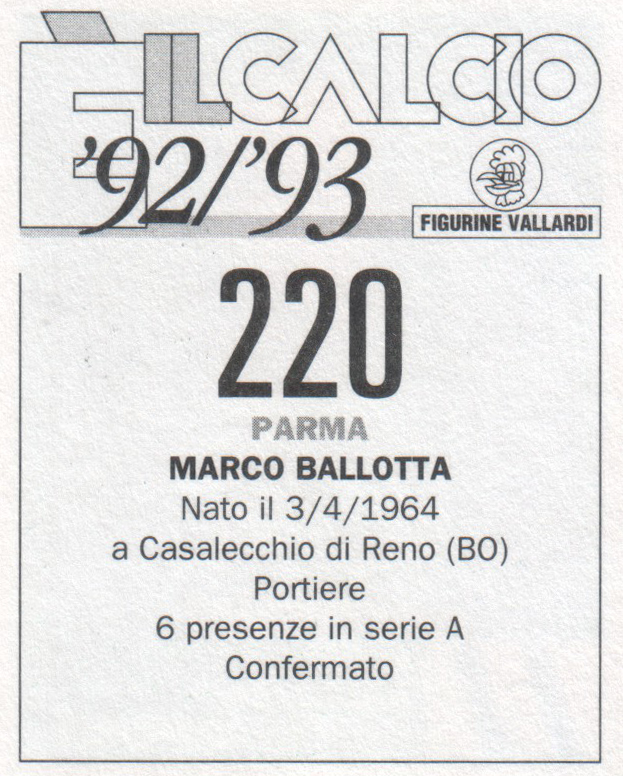 È IL CALCIO
'92/'93
FIGURINE VALLARDI
220
PARMA
MARCO BALLOTTA
Nato il 3/4/1964
a Casalecchio di Reno (BO)
Portiere
6 presenze in serie A
Confermato